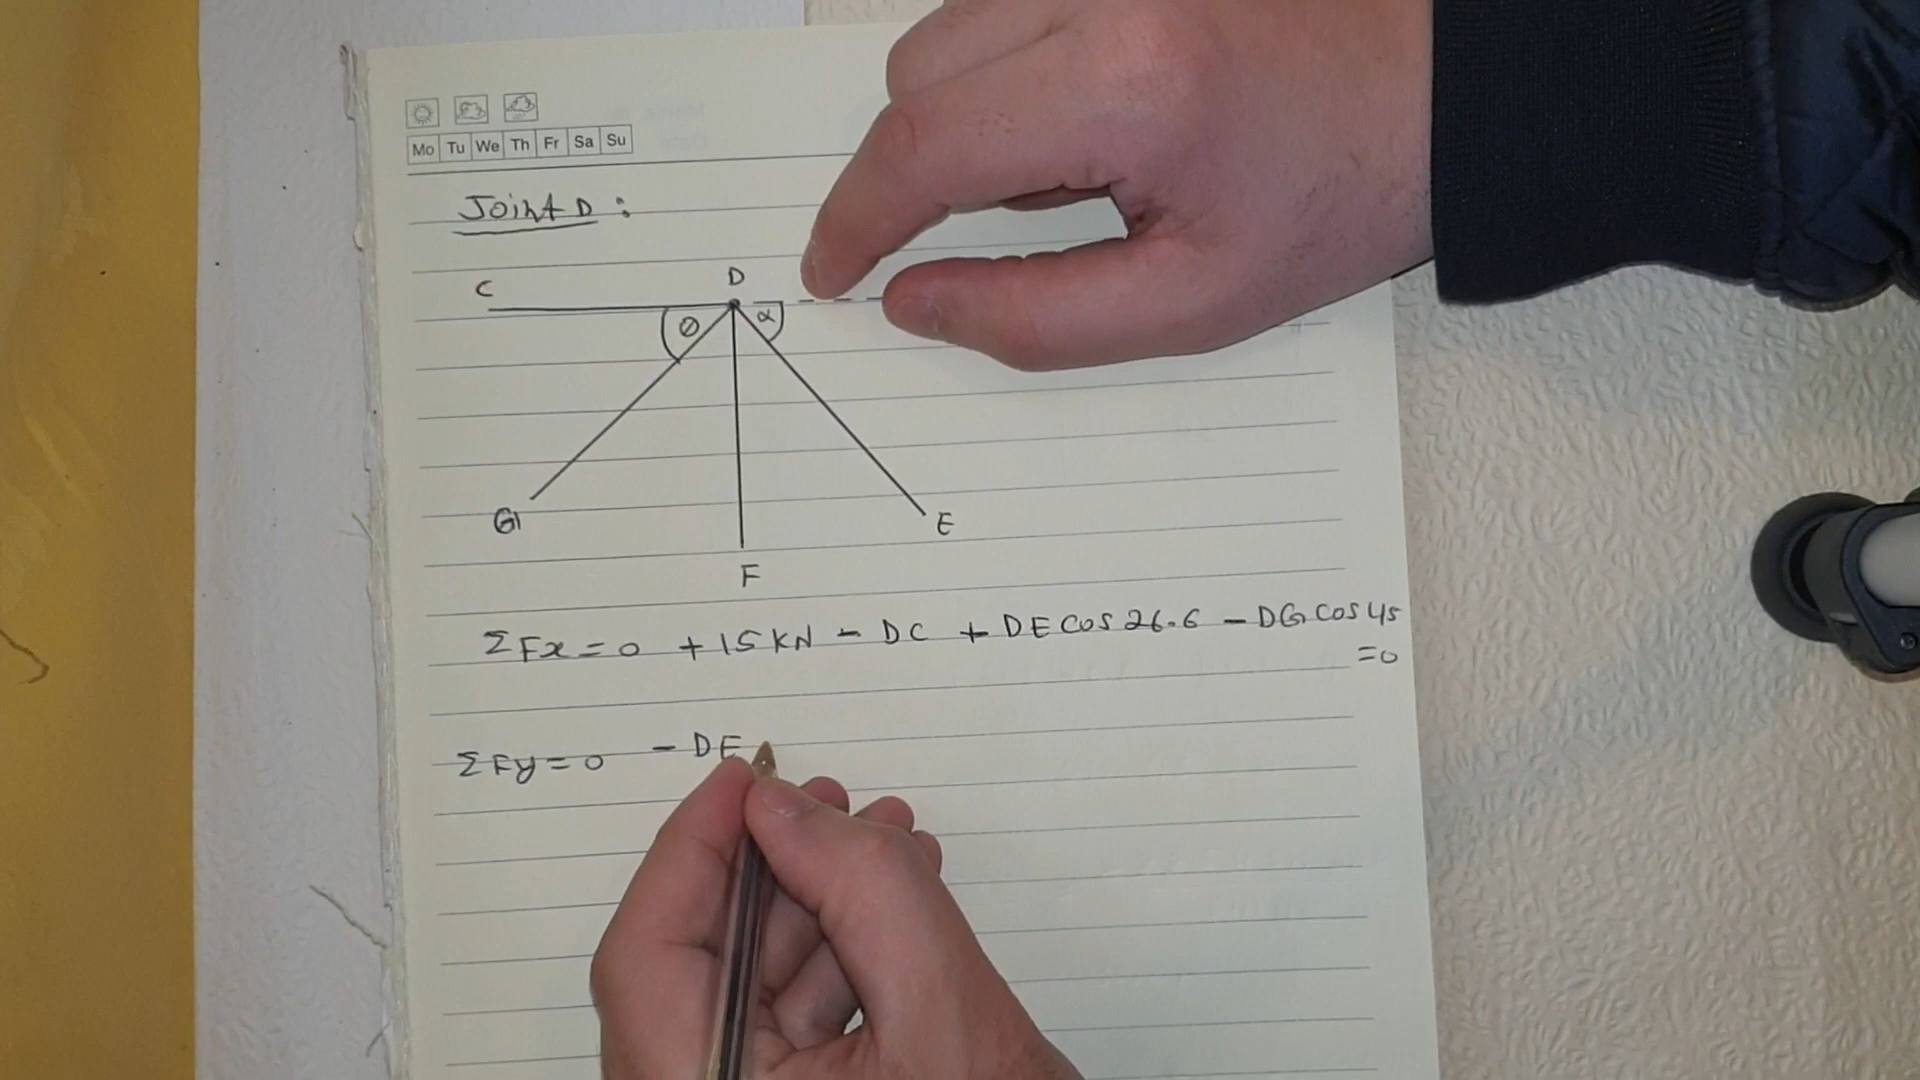 Mo Tu We Th Fr Sa Su
Joint D :
C D
θ α
G E
F
ΣFx = 0 + 15 KN - DC + DE cos 26.6 - DG cos 45
= 0
ΣFy = 0 - DE